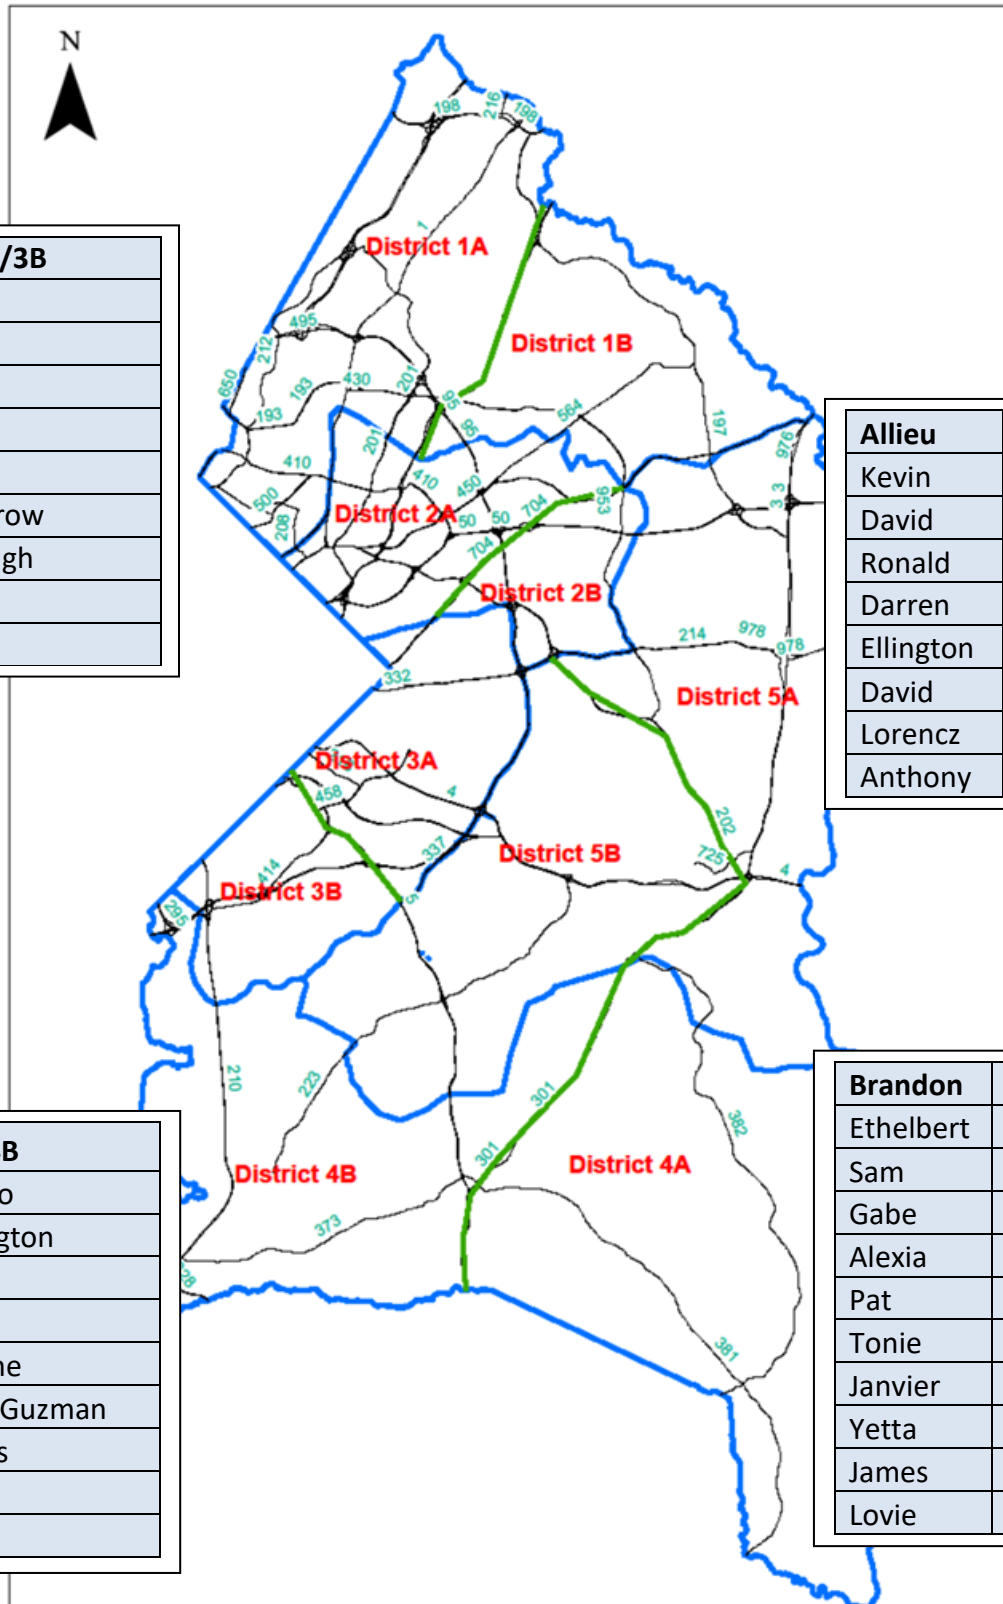 N
198
216
198
1
District 1A
/3B
495
212
District 1B
650
193
193
430
201
95
95
564
197
201
410
410
450
976
500
208
District 2A
50
50
704
704
953
3
3
row
gh
District 2B
214
978
978
332
District 5A
District 3A
458
4
202
337
725
4
414
District 5B
District 3B
295
5
Allieu
Kevin
David
Ronald
Darren
Ellington
David
Lorencz
Anthony
210
223
301
301
382
District 4B
District 4A
373
381
28
B
o
gton
ne
Guzman
s
Brandon
Ethelbert
Sam
Gabe
Alexia
Pat
Tonie
Janvier
Yetta
James
Lovie